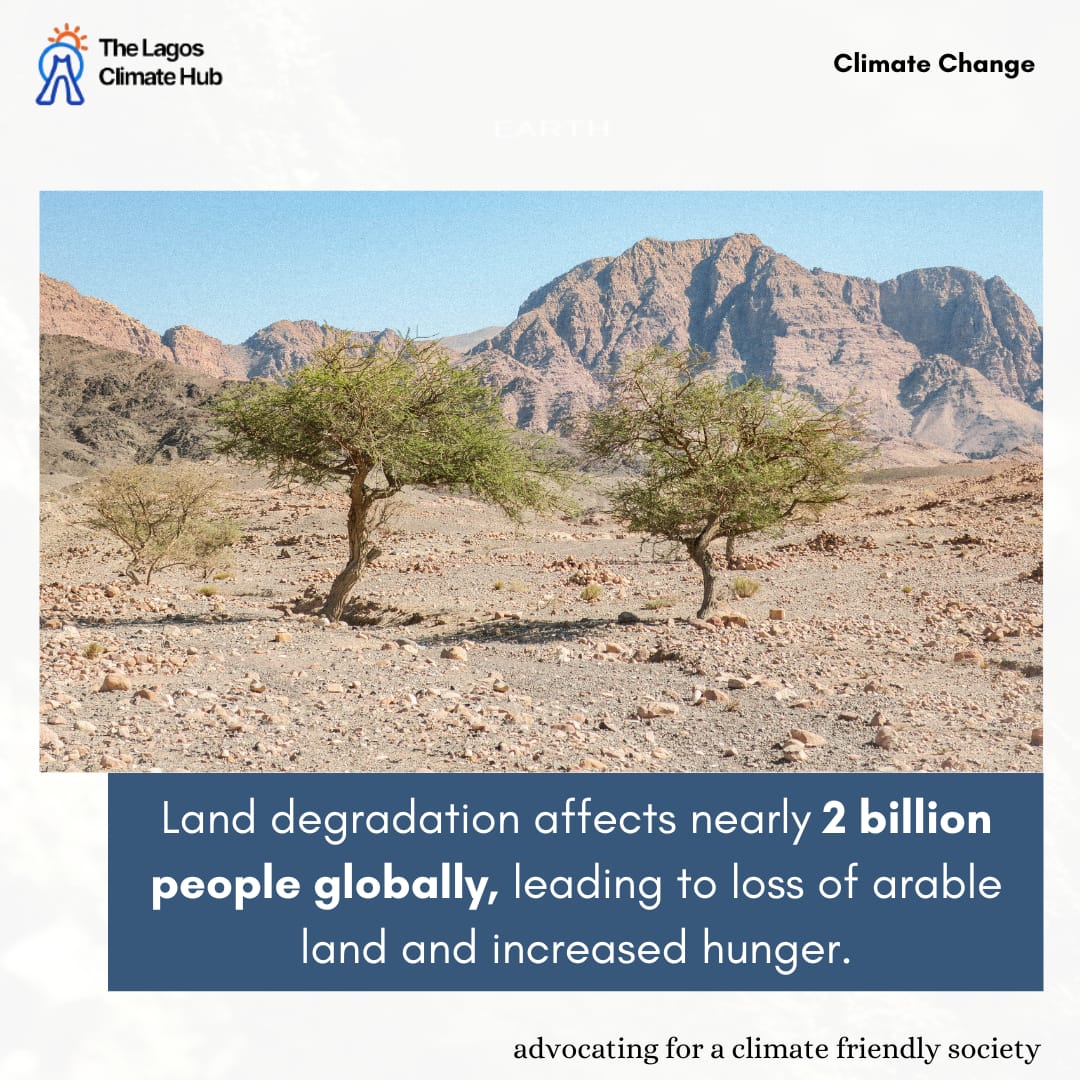 The Lagos
Climate Hub
Climate Change
EARTH
Land degradation affects nearly 2 billion
people globally, leading to loss of arable
land and increased hunger.
advocating for a climate friendly society